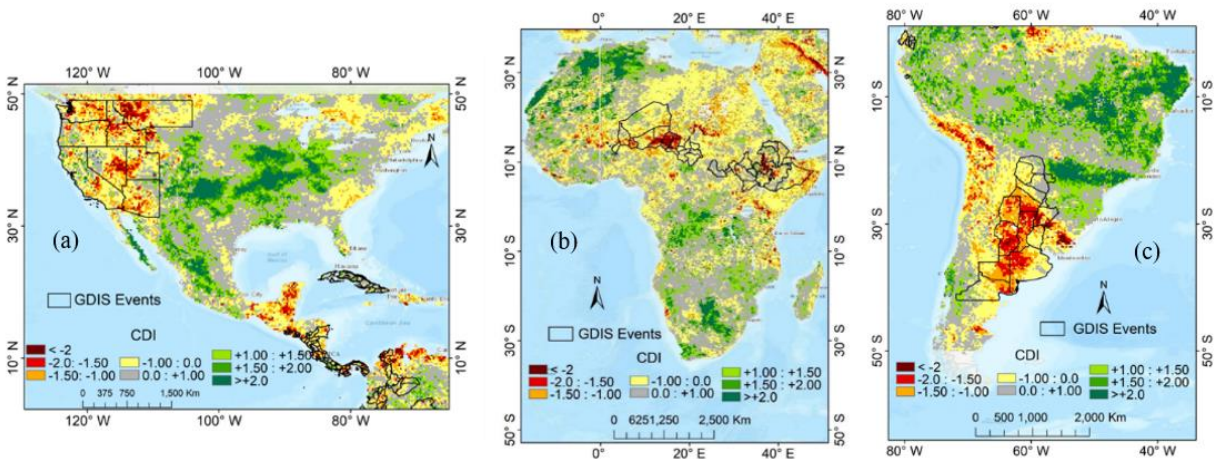 120° W 100° W 80° W
50° N
30° N
10° N
50° N
30° N
10° N
N
(a)
GDIS Events
CDI
< -2
-2.0: -1.50
-1.50: -1.00
-1.00 : 0.0
0.0 : +1.00
+1.00 : +1.50
+1.50 : +2.00
>+2.0
0 375 750 1,500 Km
120° W 100° W 80° W
0° 20° E 40° E
30° N
10° N
10° S
30° S
50° S
30° N
10° N
10° S
30° S
50° S
(b)
N
GDIS Events
CDI
< -2
-2.0: -1.50
-1.50: -1.00
-1.00 : 0.0
0.0 : +1.00
+1.00 : +1.50
+1.50 : +2.00
>+2.0
0 6251,250 2,500 Km
0° 20° E 40° E
80° W 60° W 40° W
10° S
30° S
50° S
10° S
30° S
50° S
(c)
N
GDIS Events
CDI
< -2
-2.0: -1.50
-1.50: -1.00
-1.00 : 0.0
0.0 : +1.00
+1.00 : +1.50
+1.50 : +2.00
>+2.0
0 500 1,000 2,000 Km
80° W 60° W 40° W